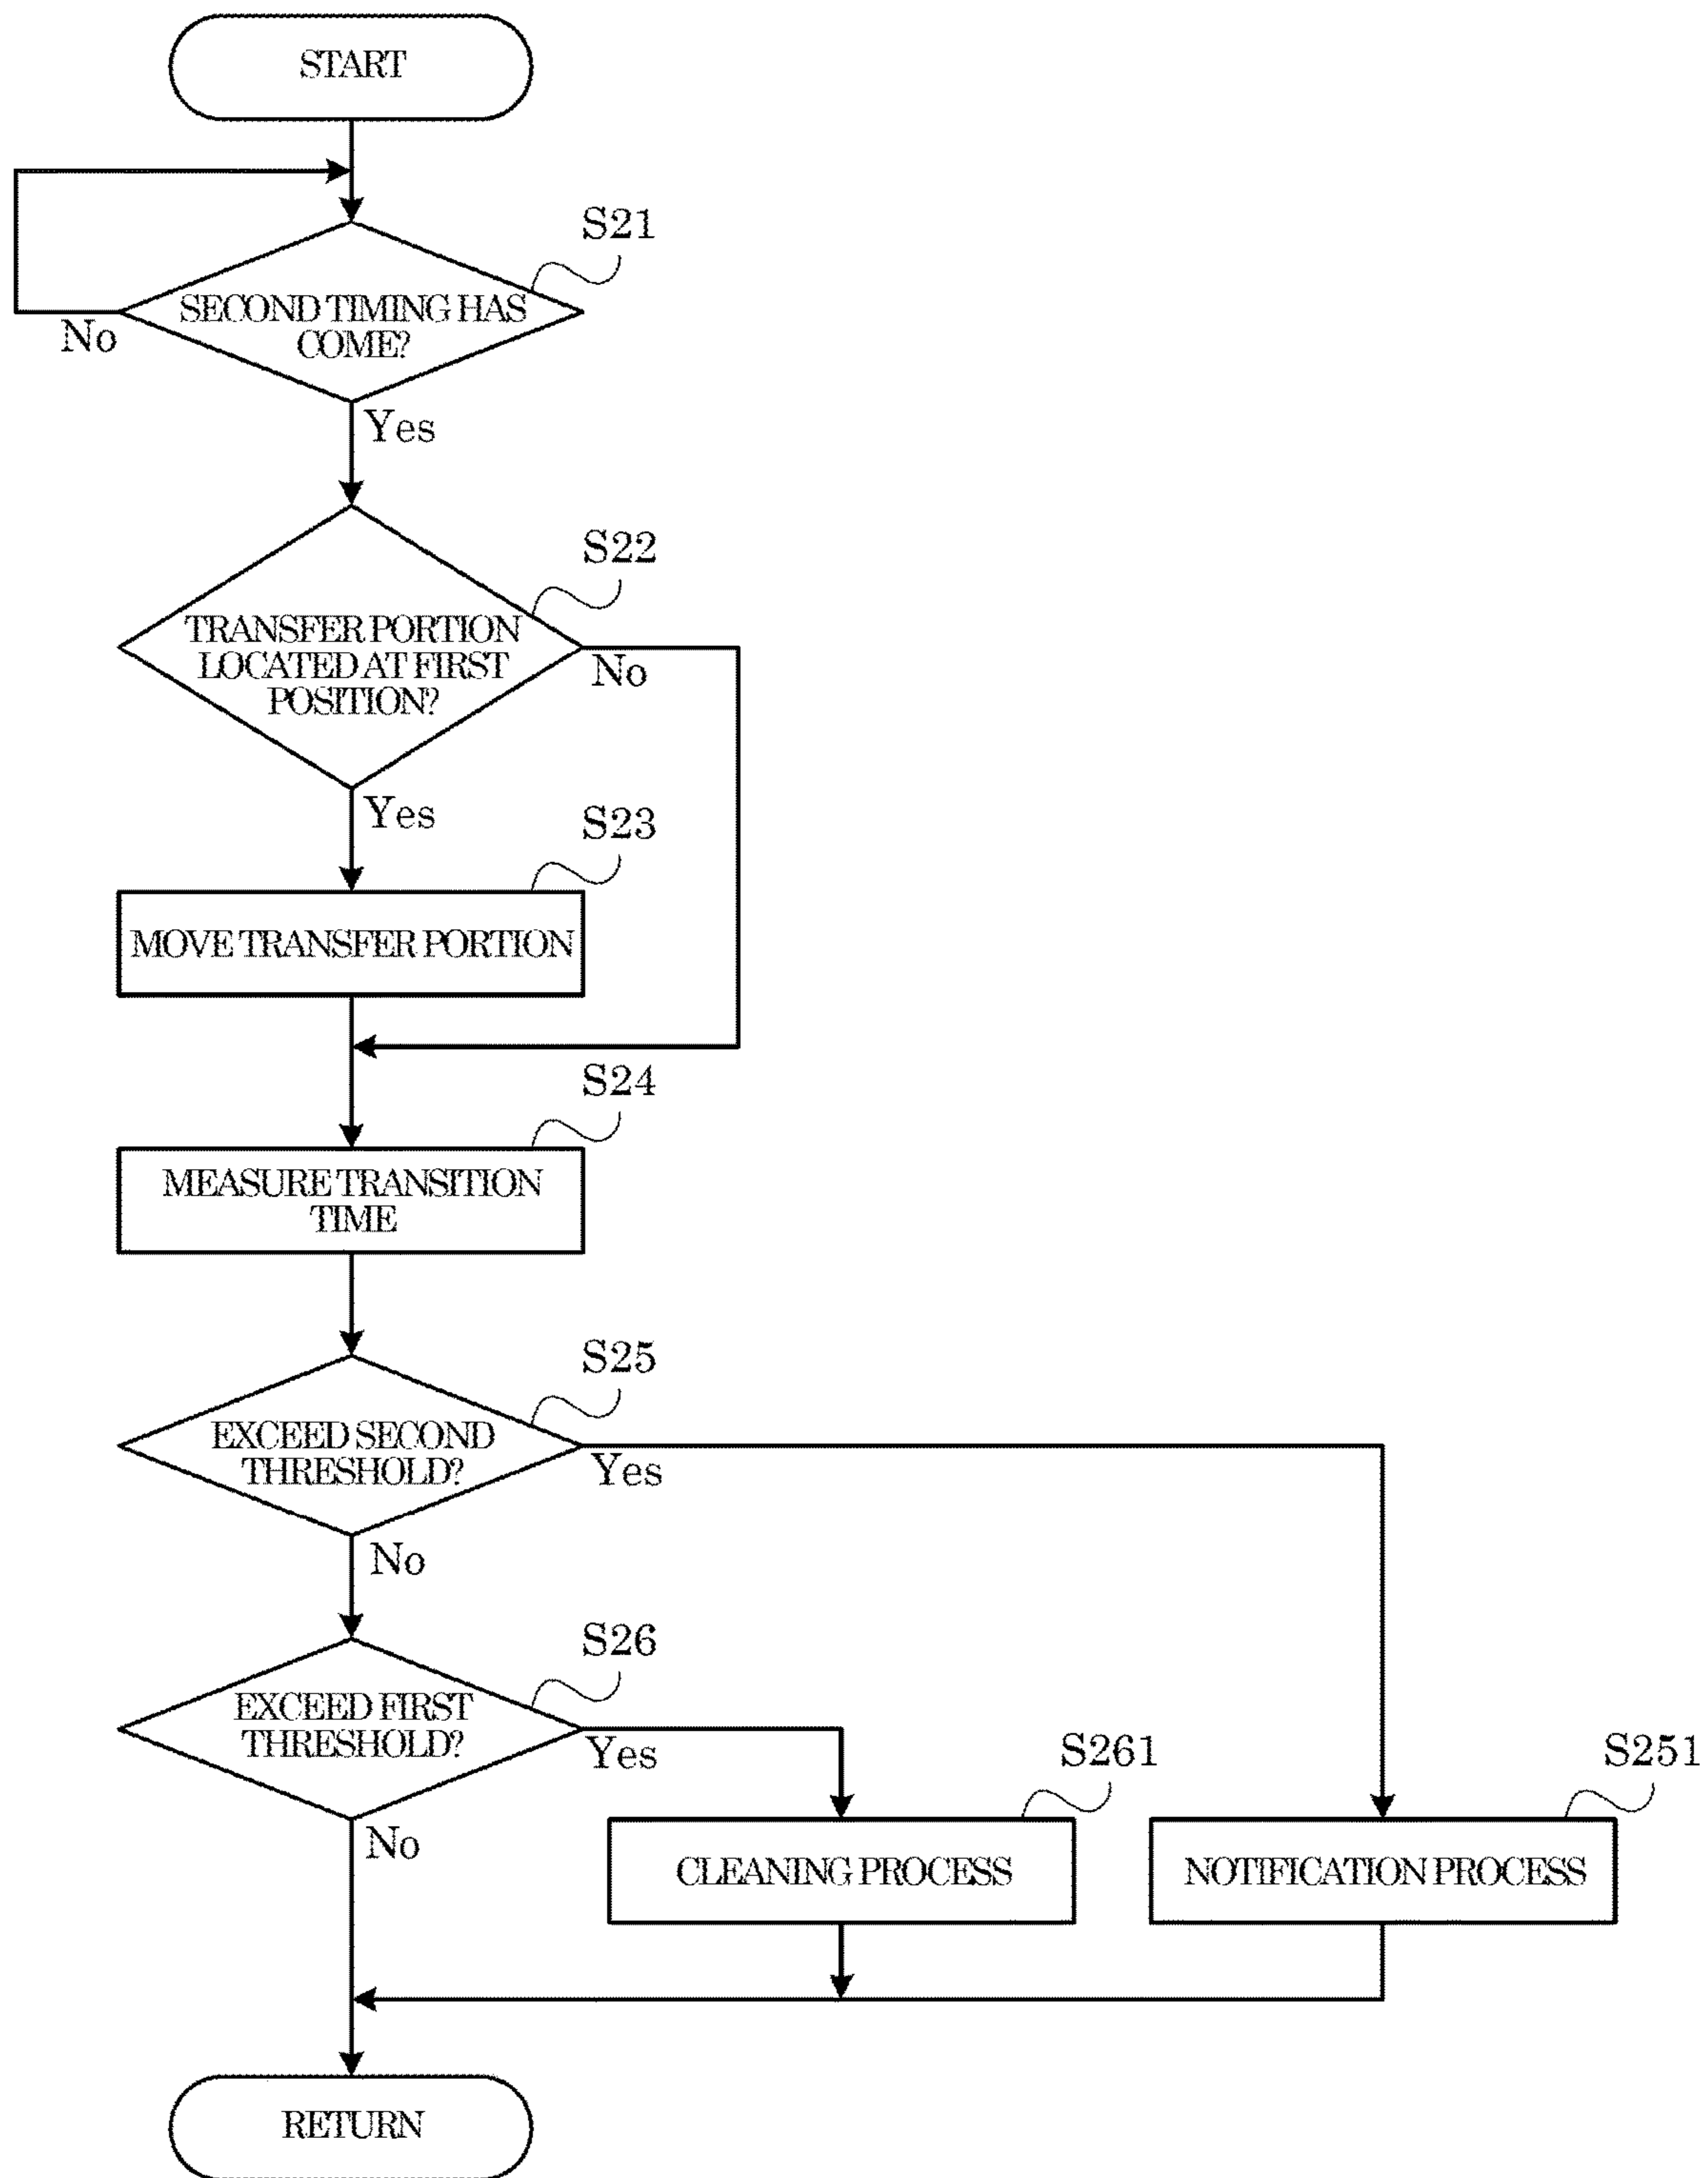 START
S21
SECOND TIMING HAS
COME?
No
Yes
S22
TRANSFER PORTION
LOCATED AT FIRST
POSITION?
No
Yes
S23
MOVE TRANSFER PORTION
S24
MEASURE TRANSITION
TIME
S25
EXCEED SECOND
THRESHOLD?
Yes
No
S26
EXCEED FIRST
THRESHOLD?
Yes
S261
S251
No
CLEANING PROCESS
NOTIFICATION PROCESS
RETURN